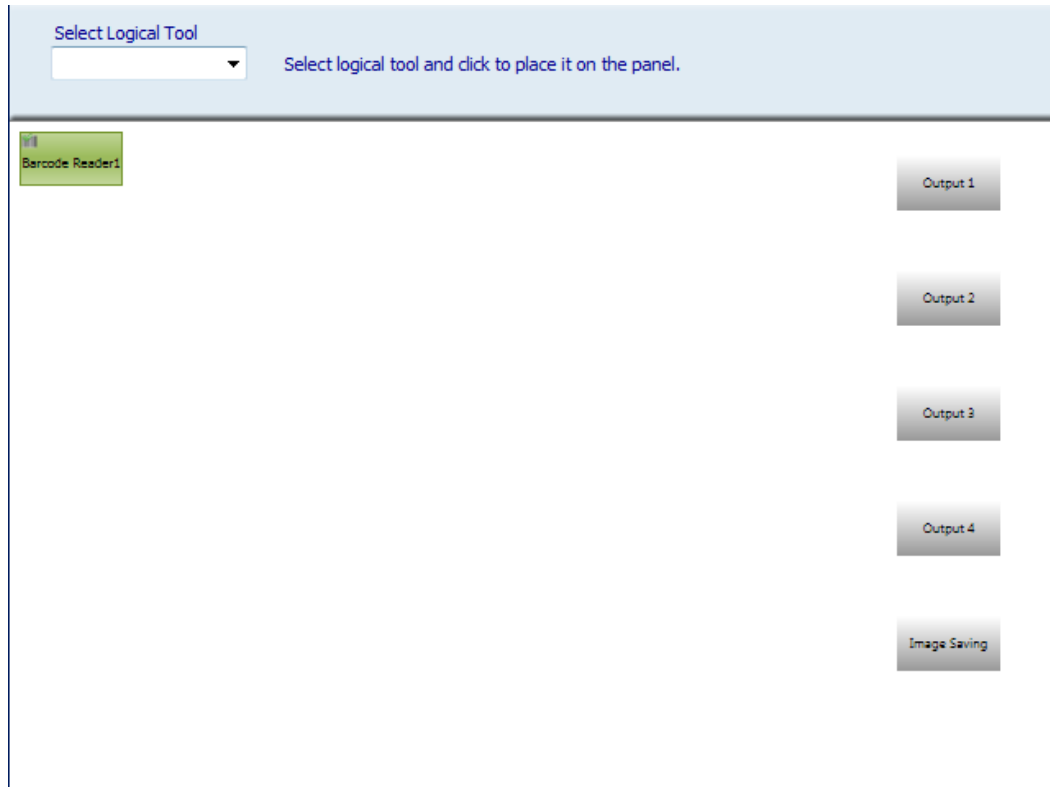 Select Logical Tool
Select logical tool and click to place it on the panel.
Barcode Reader1
Output 1
Output 2
Output 3
Output 4
Image Saving